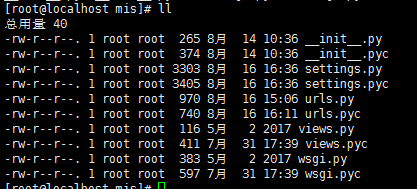 [root@localhost mis]# ll
总用量 40
-rw-r--r--. 1 root root  265 8月  14 10:36 __init__.py
-rw-r--r--. 1 root root  374 8月  14 10:36 __init__.pyc
-rw-r--r--. 1 root root 3303 8月  16 16:36 settings.py
-rw-r--r--. 1 root root 3405 8月  16 16:36 settings.pyc
-rw-r--r--. 1 root root  970 8月  16 15:06 urls.py
-rw-r--r--. 1 root root  740 8月  16 16:11 urls.pyc
-rw-r--r--. 1 root root  116 5月   2 2017 views.py
-rw-r--r--. 1 root root  411 7月  31 17:39 views.pyc
-rw-r--r--. 1 root root  383 5月   2 2017 wsgi.py
-rw-r--r--. 1 root root  597 7月  31 17:39 wsgi.pyc